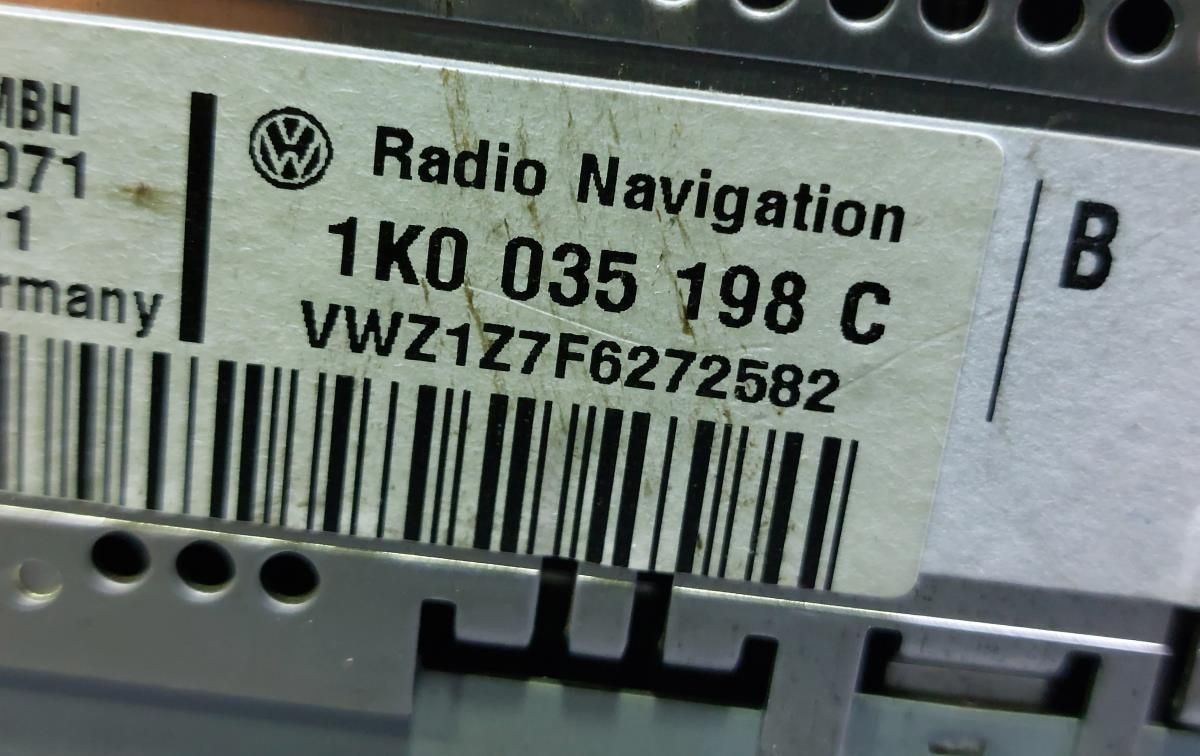 MBH
071
1
rmany
Radio Navigation
1K0 035 198 C
VWZ1Z7F6272582
B